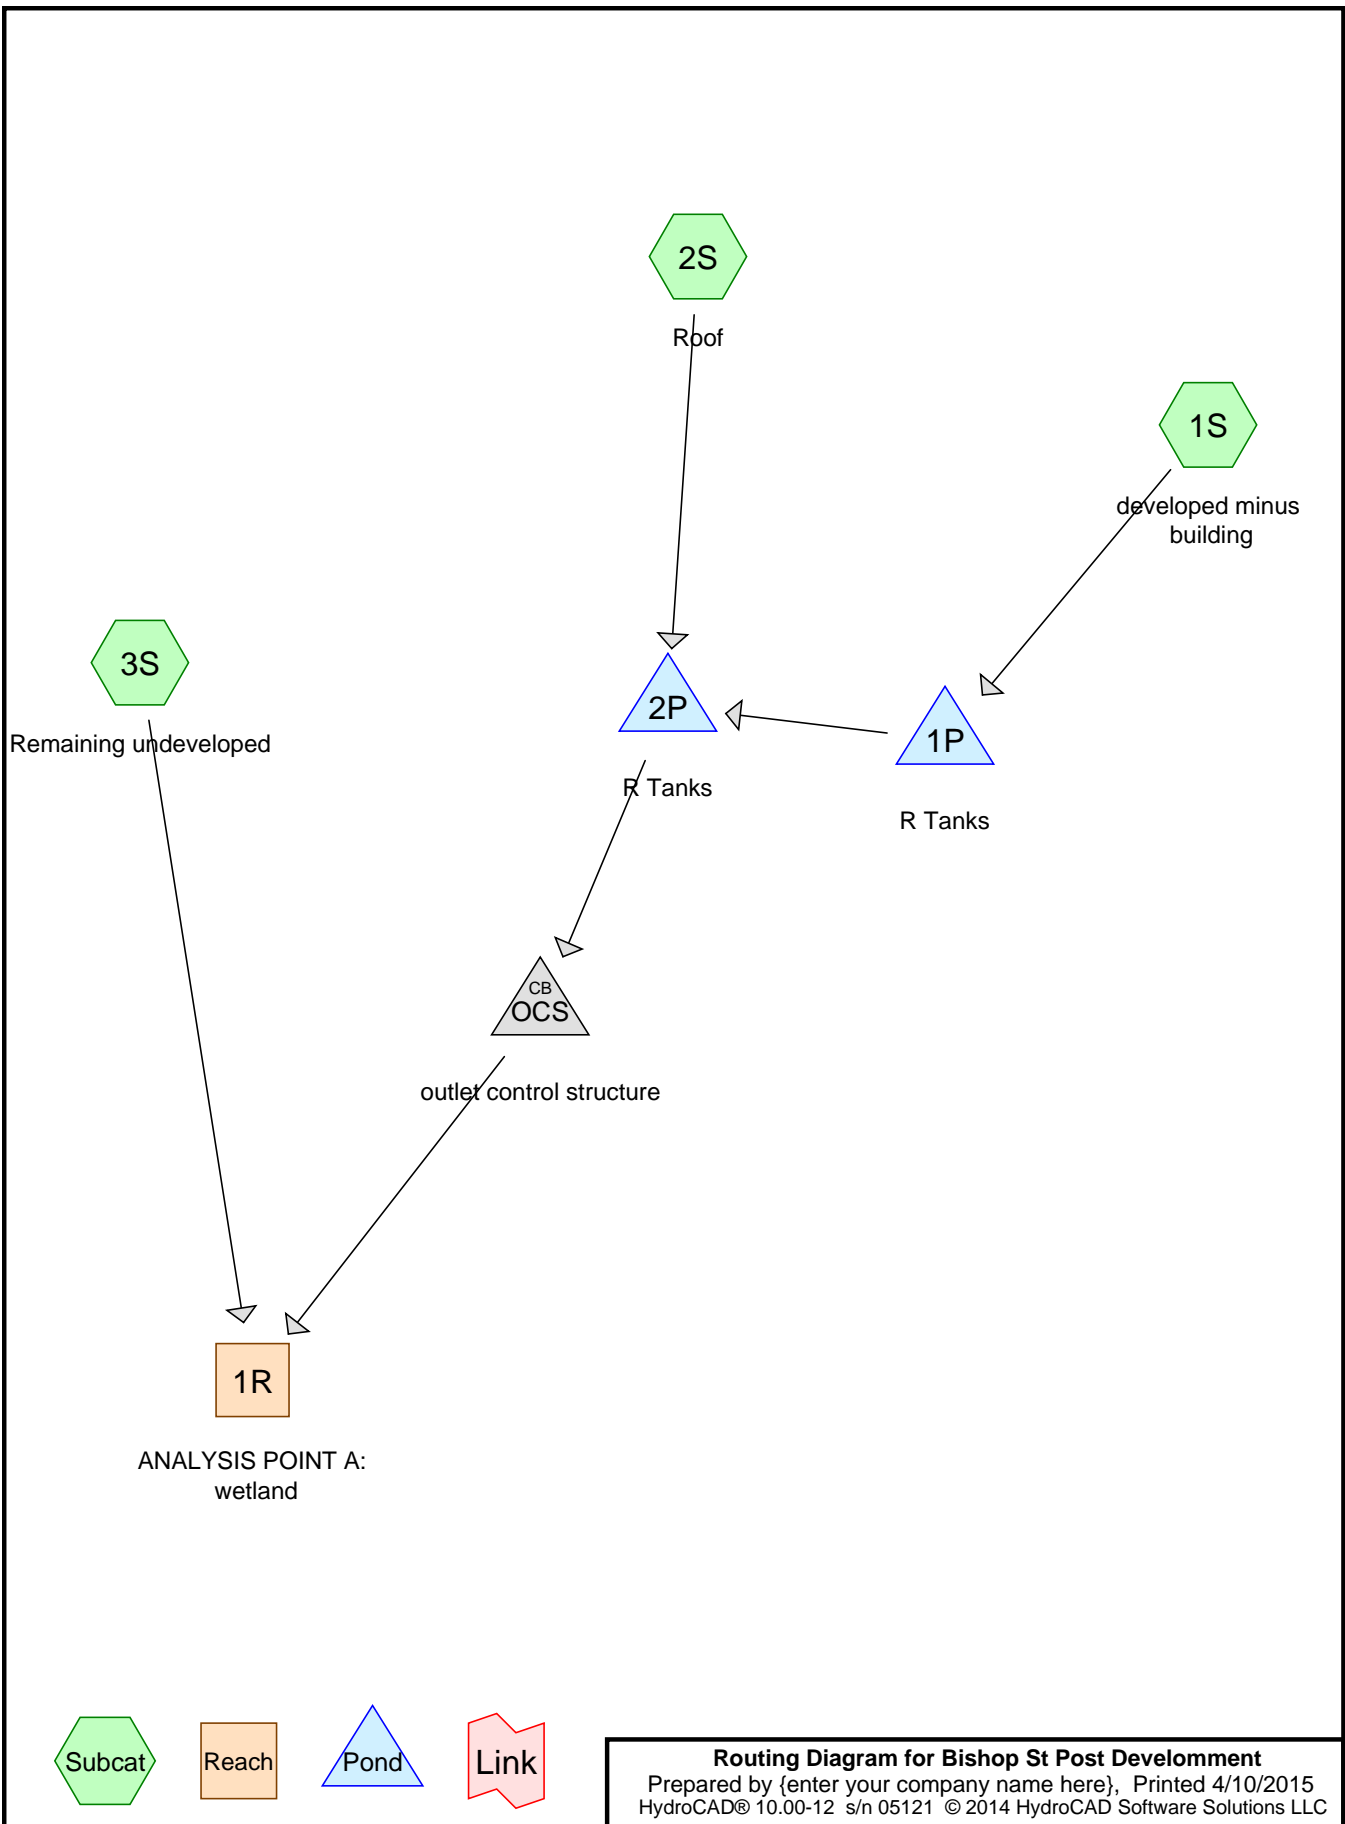 2S
Roof
1S
developed minus
building
3S
Remaining undeveloped
2P
R Tanks
1P
R Tanks
CB
OCS
outlet control structure
1R
ANALYSIS POINT A:
wetland
Subcat
Reach
Pond
Link
Routing Diagram for Bishop St Post Develomment
Prepared by {enter your company name here}, Printed 4/10/2015
HydroCAD® 10.00-12 s/n 05121 © 2014 HydroCAD Software Solutions LLC